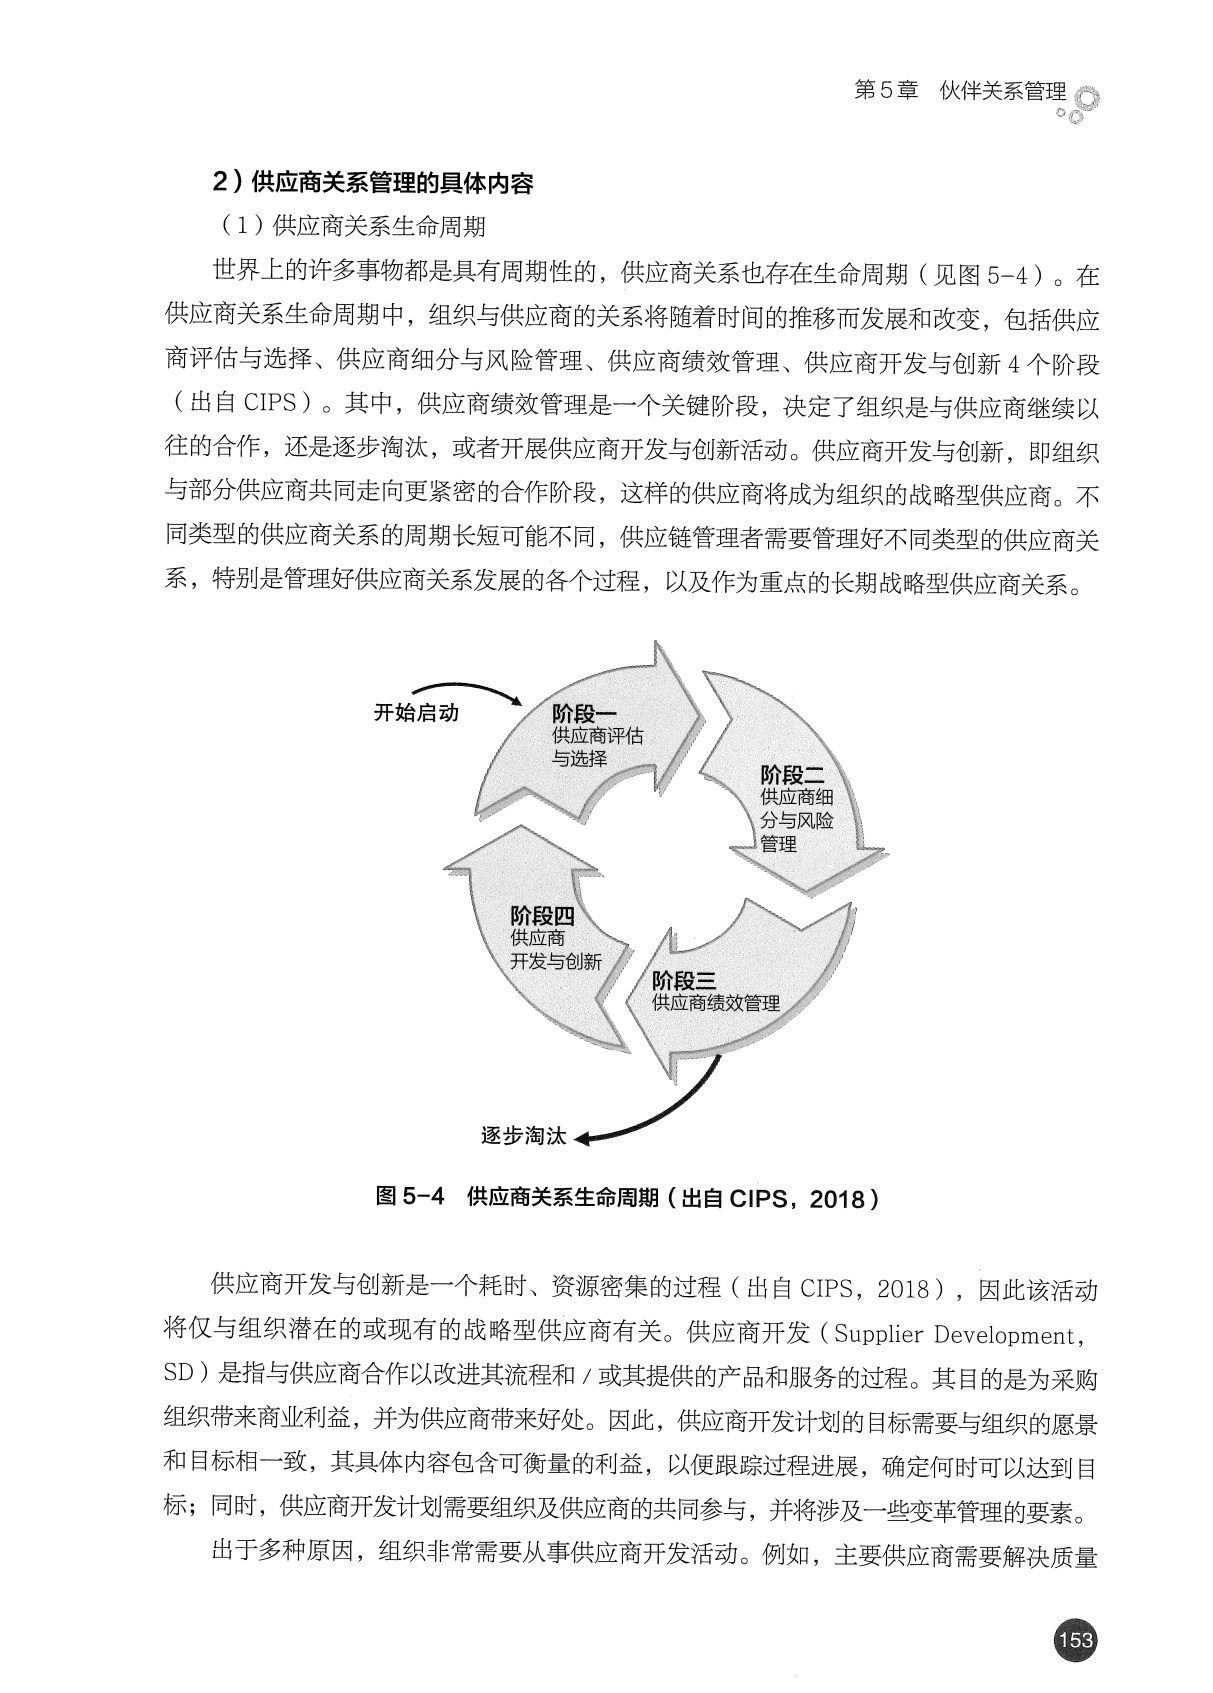 第5章　伙伴关系管理
2）供应商关系管理的具体内容
（1）供应商关系生命周期
世界上的许多事物都是具有周期性的，供应商关系也存在生命周期（见图 5-4）。在
供应商关系生命周期中，组织与供应商的关系将随着时间的推移而发展和改变，包括供应
商评估与选择、供应商细分与风险管理、供应商绩效管理、供应商开发与创新 4 个阶段
（出自 CIPS）。其中，供应商绩效管理是一个关键阶段，决定了组织是与供应商继续以
往的合作，还是逐步淘汰，或者开展供应商开发与创新活动。供应商开发与创新，即组织
与部分供应商共同走向更紧密的合作阶段，这样的供应商将成为组织的战略型供应商。不
同类型的供应商关系的周期长短可能不同，供应链管理者需要管理好不同类型的供应商关
系，特别是管理好供应商关系发展的各个过程，以及作为重点的长期战略型供应商关系。
开始启动
阶段一
供应商评估
与选择
阶段二
供应商细
分与风险
管理
阶段四
供应商
开发与创新
阶段三
供应商绩效管理
逐步淘汰
图 5-4　供应商关系生命周期（出自 CIPS，2018）
供应商开发与创新是一个耗时、资源密集的过程（出自 CIPS，2018），因此该活动
将仅与组织潜在的或现有的战略型供应商有关。供应商开发（Supplier Development，
SD）是指与供应商合作以改进其流程和 / 或其提供的产品和服务的过程。其目的是为采购
组织带来商业利益，并为供应商带来好处。因此，供应商开发计划的目标需要与组织的愿景
和目标相一致，其具体内容包含可衡量的利益，以便跟踪过程进展，确定何时可以达到目
标；同时，供应商开发计划需要组织及供应商的共同参与，并将涉及一些变革管理的要素。
出于多种原因，组织非常需要从事供应商开发活动。例如，主要供应商需要解决质量
153